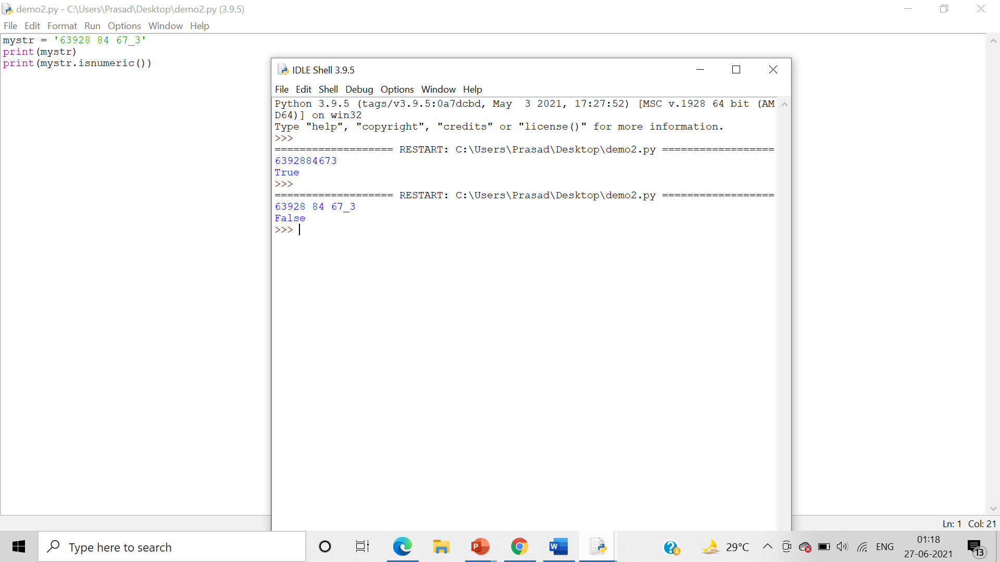 demo2.py - C:\Users\Prasad\Desktop\demo2.py (3.9.5)
File Edit Format Run Options Window Help
mystr = '63928 84 67_3'
print(mystr)
print(mystr.isnumeric())
IDLE Shell 3.9.5
File Edit Shell Debug Options Window Help
Python 3.9.5 (tags/v3.9.5:0a7dcbd, May  3 2021, 17:27:52) [MSC v.1928 64 bit (AM
D64)] on win32
Type "help", "copyright", "credits" or "license()" for more information.
>>>
=================== RESTART: C:\Users\Prasad\Desktop\demo2.py ==================
6392884673
True
>>>
=================== RESTART: C:\Users\Prasad\Desktop\demo2.py ==================
63928 84 67_3
False
>>>
Ln: 1 Col: 21
Type here to search
29°C
ENG
01:18
27-06-2021
13